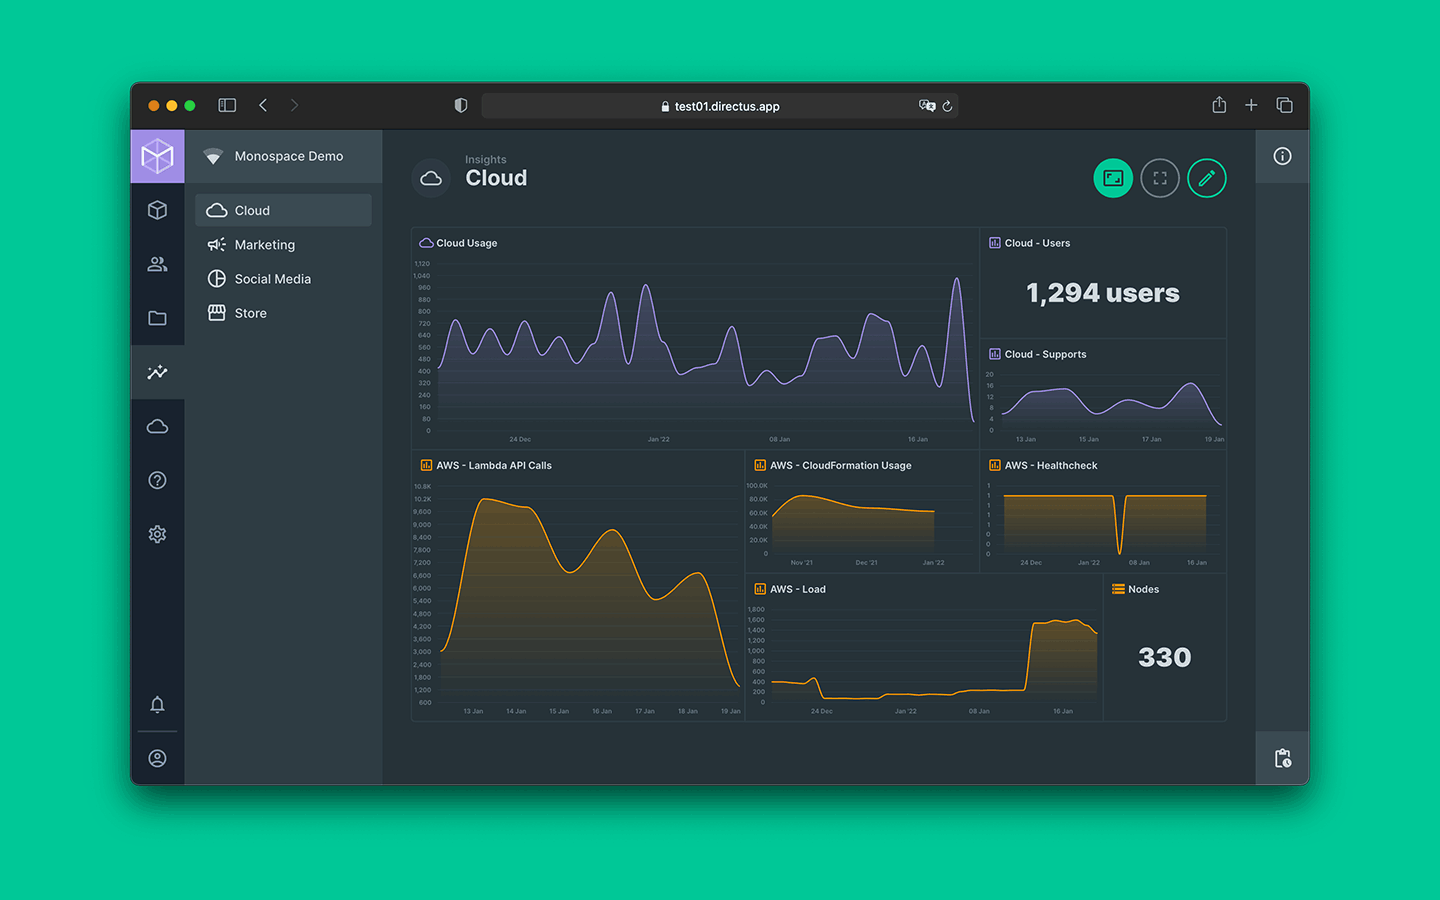 test01.directus.app
Monospace Demo
Insights
Cloud
Cloud
Marketing
Social Media
Store
Cloud Usage
1,120
1,040
960
880
800
720
640
560
480
400
320
240
160
80
0
24 Dec
Jan '22
08 Jan
16 Jan
Cloud - Users
1,294 users
Cloud - Supports
20
16
12
8
4
0
13 Jan
15 Jan
17 Jan
19 Jan
AWS - Lambda API Calls
10.8K
10.2K
9,600
9,000
8,400
7,800
7,200
6,600
6,000
5,400
4,800
4,200
3,600
3,000
2,400
1,800
1,200
600
13 Jan
14 Jan
15 Jan
16 Jan
17 Jan
18 Jan
19 Jan
AWS - CloudFormation Usage
100.0K
80.0K
60.0K
40.0K
20.0K
0
Nov '21
Dec '21
Jan '22
AWS - Healthcheck
1
1
1
1
0
0
0
24 Dec
Jan '22
08 Jan
16 Jan
AWS - Load
1,800
1,600
1,400
1,200
1,000
800
600
400
200
0
24 Dec
Jan '22
08 Jan
16 Jan
Nodes
330